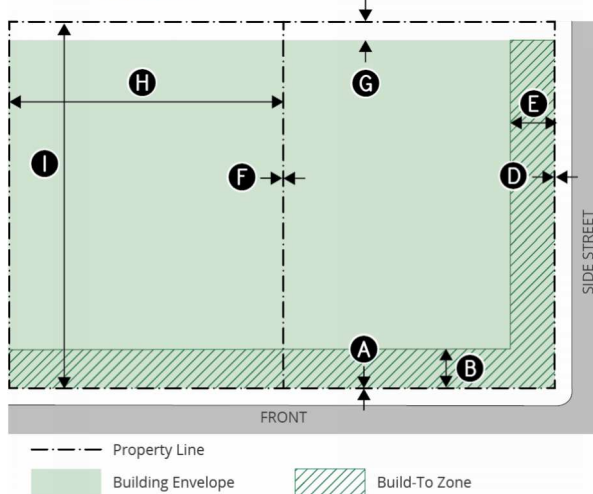 H
G
E
I
F
D
SIDE STREET
A
B
FRONT
Property Line
Building Envelope
Build-To Zone